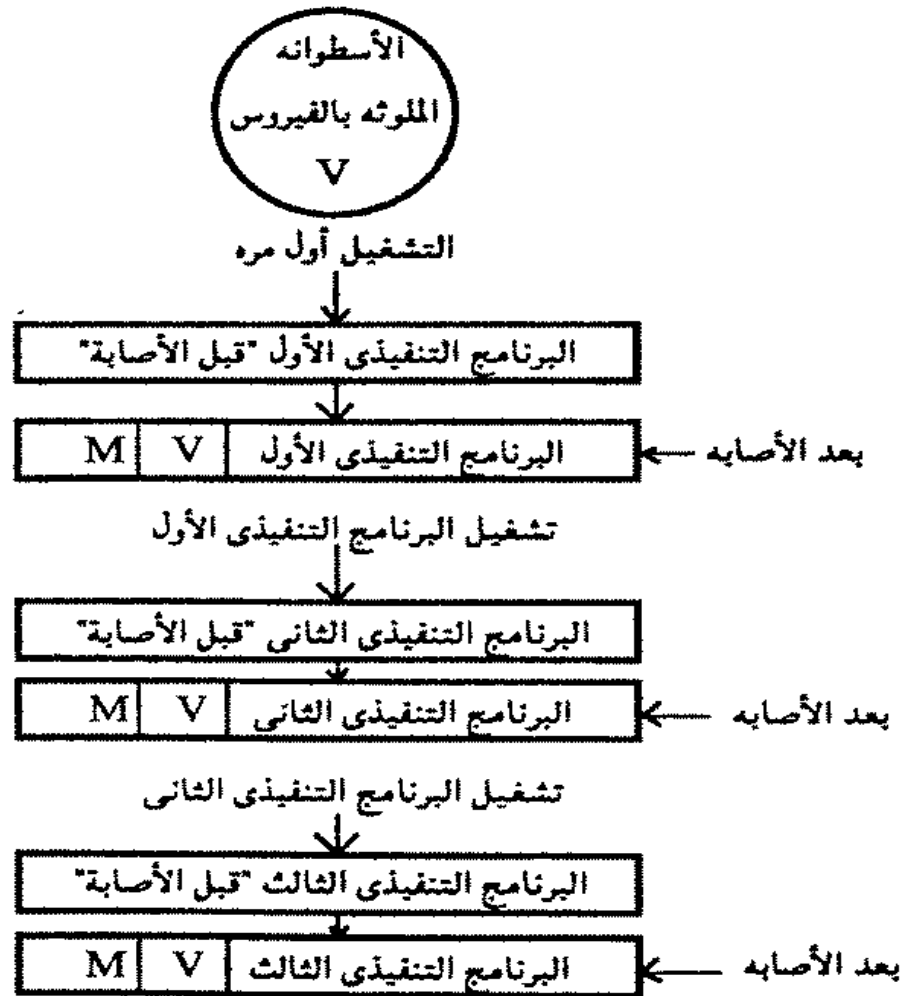 الأسطوانه
الملوثه بالفيروس
V
التشغيل أول مره
البرنامج التنفيذى الأول "قبل الأصابة"
البرنامج التنفيذى الأول V M
بعد الأصابه
تشغيل البرنامج التنفيذى الأول
البرنامج التنفيذى الثانى "قبل الأصابة"
البرنامج التنفيذى الثانى V M
بعد الأصابه
تشغيل البرنامج التنفيذى الثانى
البرنامج التنفيذى الثالث "قبل الأصابة"
البرنامج التنفيذى الثالث V M
بعد الأصابه